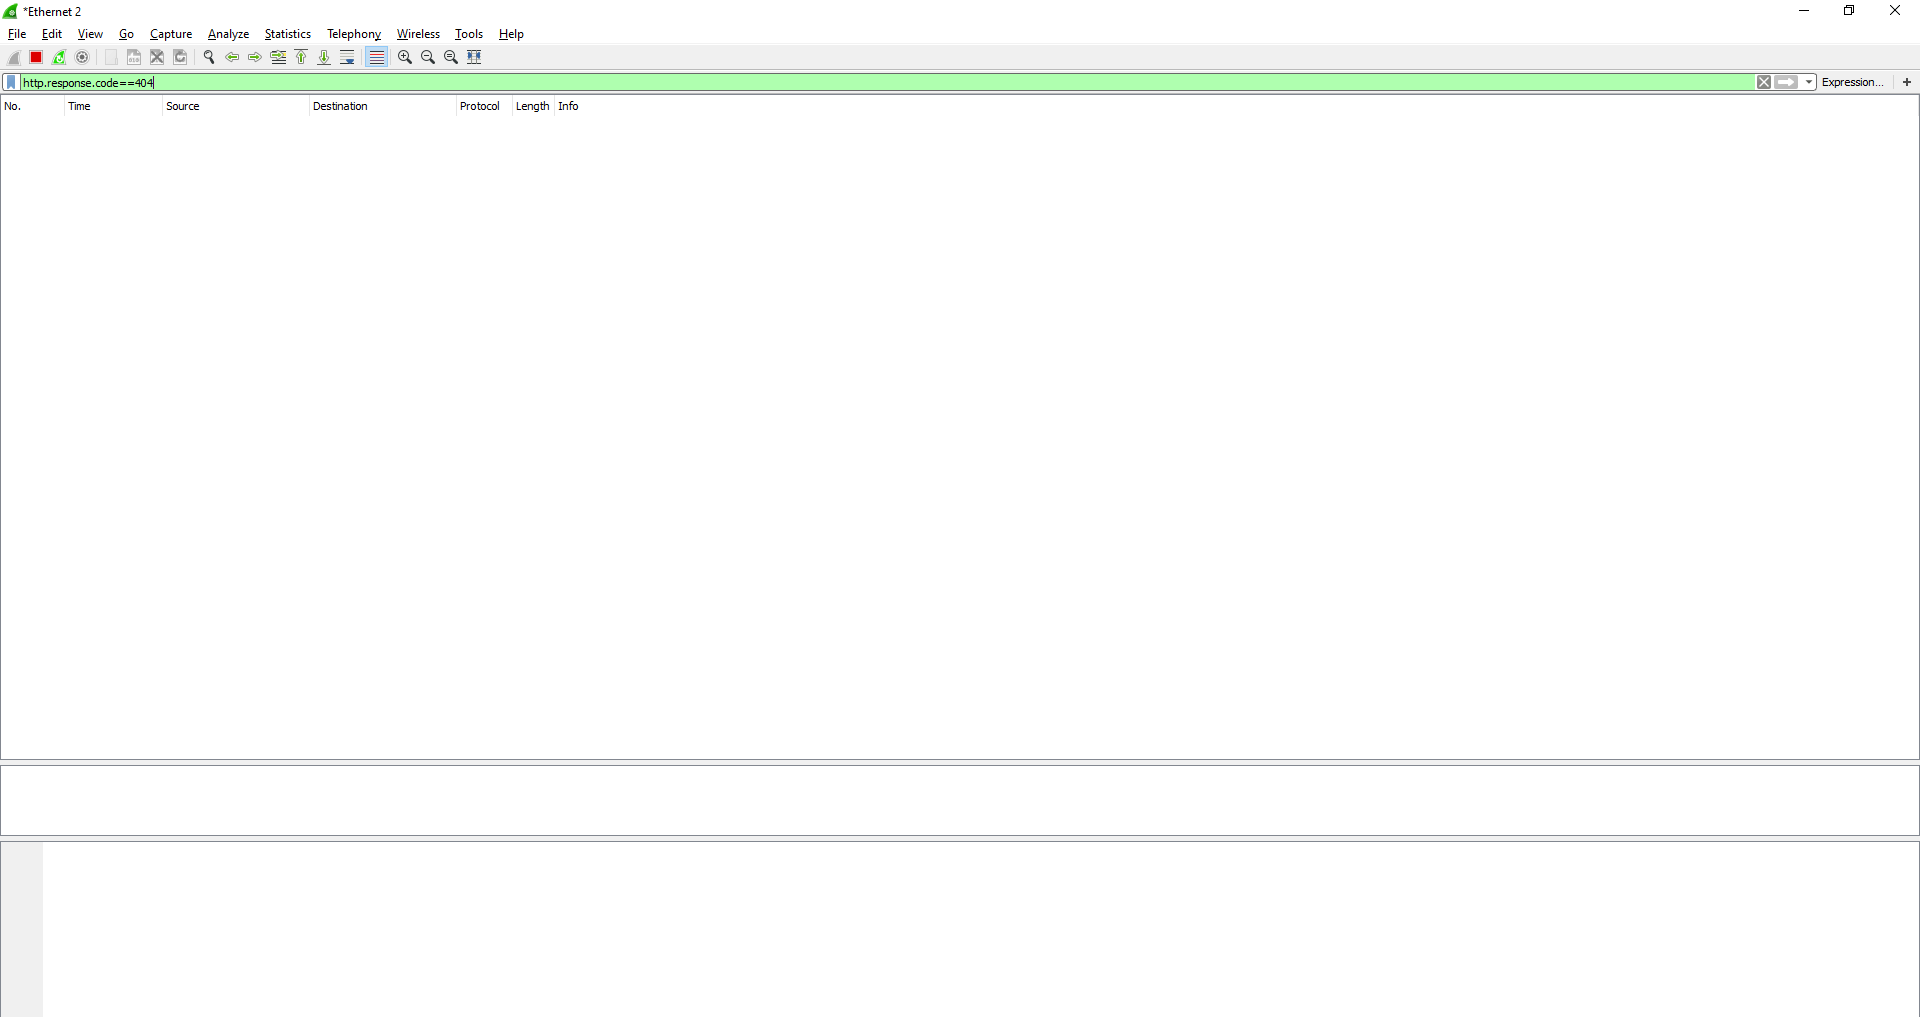 *Ethernet 2
File Edit View Go Capture Analyze Statistics Telephony Wireless Tools Help
http.response.code==404 Expression... +
No. Time Source Destination Protocol Length Info